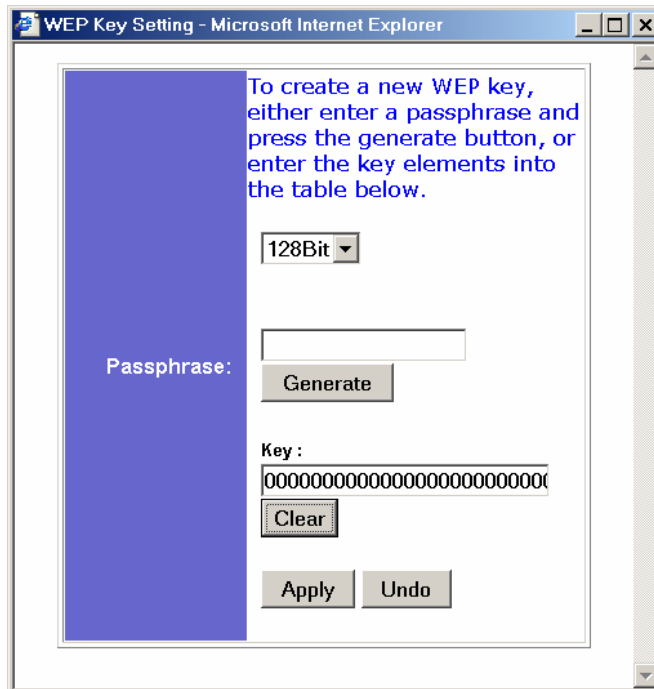 WEP Key Setting - Microsoft Internet Explorer
To create a new WEP key,
either enter a passphrase and
press the generate button, or
enter the key elements into
the table below.
128Bit
Passphrase:
Generate
Key :
00000000000000000000000000
Clear
Apply Undo